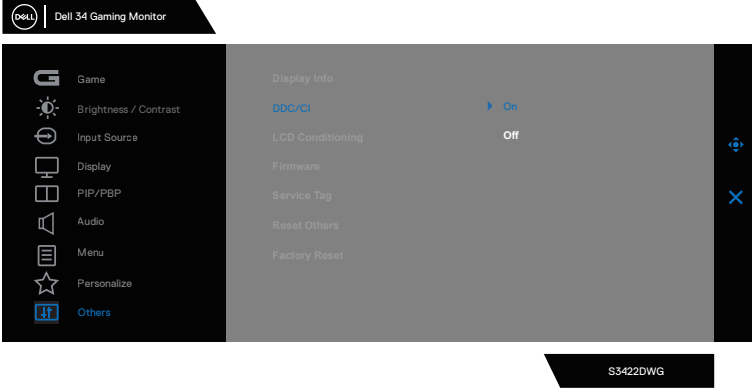 DELL
Dell 34 Gaming Monitor
Game
Brightness / Contrast
Input Source
Display
PIP/PBP
Audio
Menu
Personalize
Others
Display Info
DDC/CI
LCD Conditioning
Firmware
Service Tag
Reset Others
Factory Reset
On
Off
S3422DWG